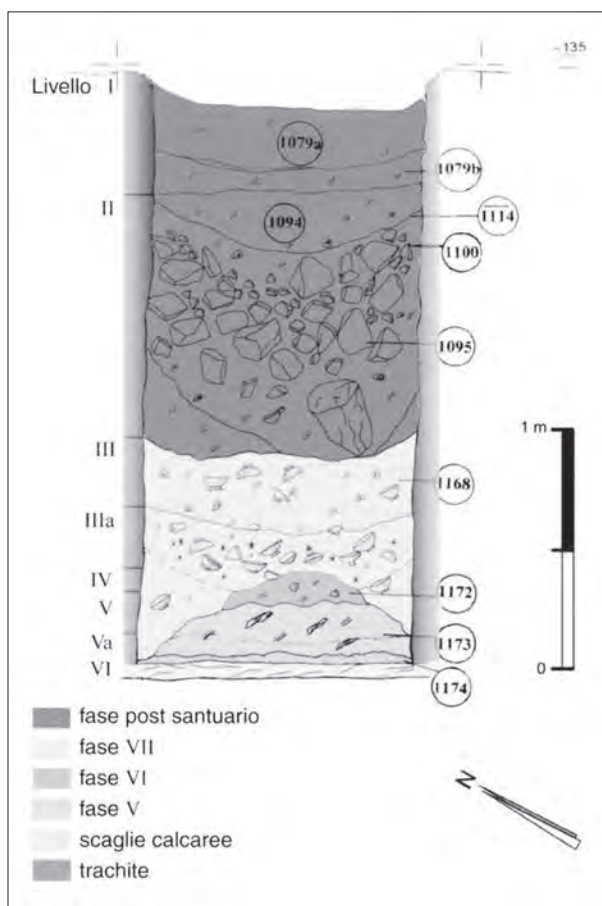 -135
Livello I
1079a
1079b
II
1094
1114
1100
1095
1 m
III
1168
IIIa
IV
1172
V
1173
Va
VI
0
1174
fase post santuario
fase VII
fase VI
N
fase V
scaglie calcaree
trachite